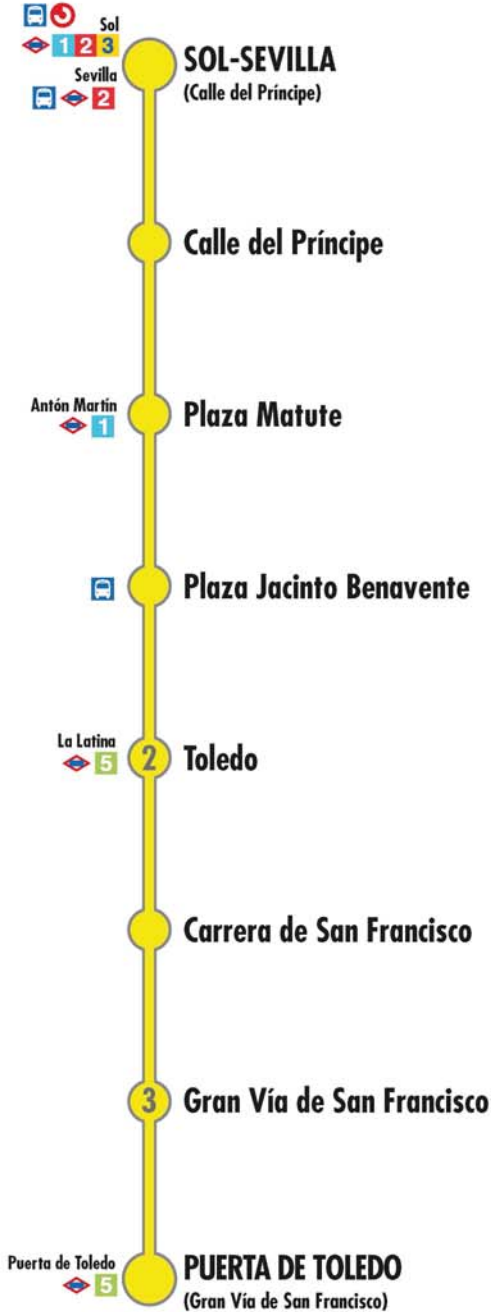 Sol
1 2 3
SOL-SEVILLA
(Calle del Príncipe)
Sevilla
2
Calle del Príncipe
Antón Martín
1
Plaza Matute
Plaza Jacinto Benavente
La Latina
5
2
Toledo
Carrera de San Francisco
3
Gran Vía de San Francisco
Puerta de Toledo
5
PUERTA DE TOLEDO
(Gran Vía de San Francisco)